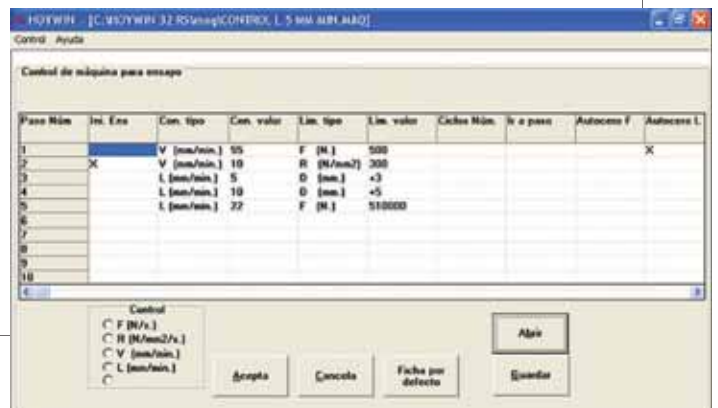 HOYWIN - [C:\HOYWIN 32 RS\maq\CONTROL L 5 MM MIN.MAQ]
Control Ayuda
Control de máquina para ensayo
Paso Núm Ini. Ens Con. tipo Con. valor Lim. tipo Lim. valor Ciclos Núm. Ir a paso Autocero F Autocero L
1 V (mm/min.) 55 F (N.) 500 X
2 X V (mm/min.) 10 R (N/mm2) 300
3 L (mm/min.) 5 D (mm.) +3
4 L (mm/min.) 10 D (mm.) +5
5 L (mm/min.) 22 F (N.) 510000
6
7
8
9
10
Control
F (N/s.)
R (N/mm2/s.)
V (mm/min.)
L (mm/min.)
Abrir
Acepta Cancela Ficha por defecto Guardar